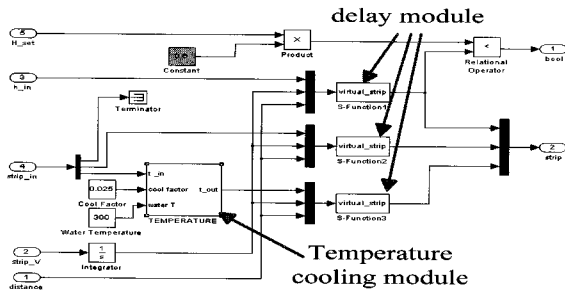 delay module
5
H_set
Constant
×
Product
<
Relational
Operator
1
bool
3
h_in
virtual_strip
S-Function1
Terminator
virtual_strip
S-Function2
2
strip
4
strip_in
t_in
0.025
cool factor
t_out
Cool Factor
300
water T
Water Temperature
TEMPERATURE
virtual_strip
S-Function3
2
strip_V
1
s
Integrator
1
distance
Temperature
cooling module